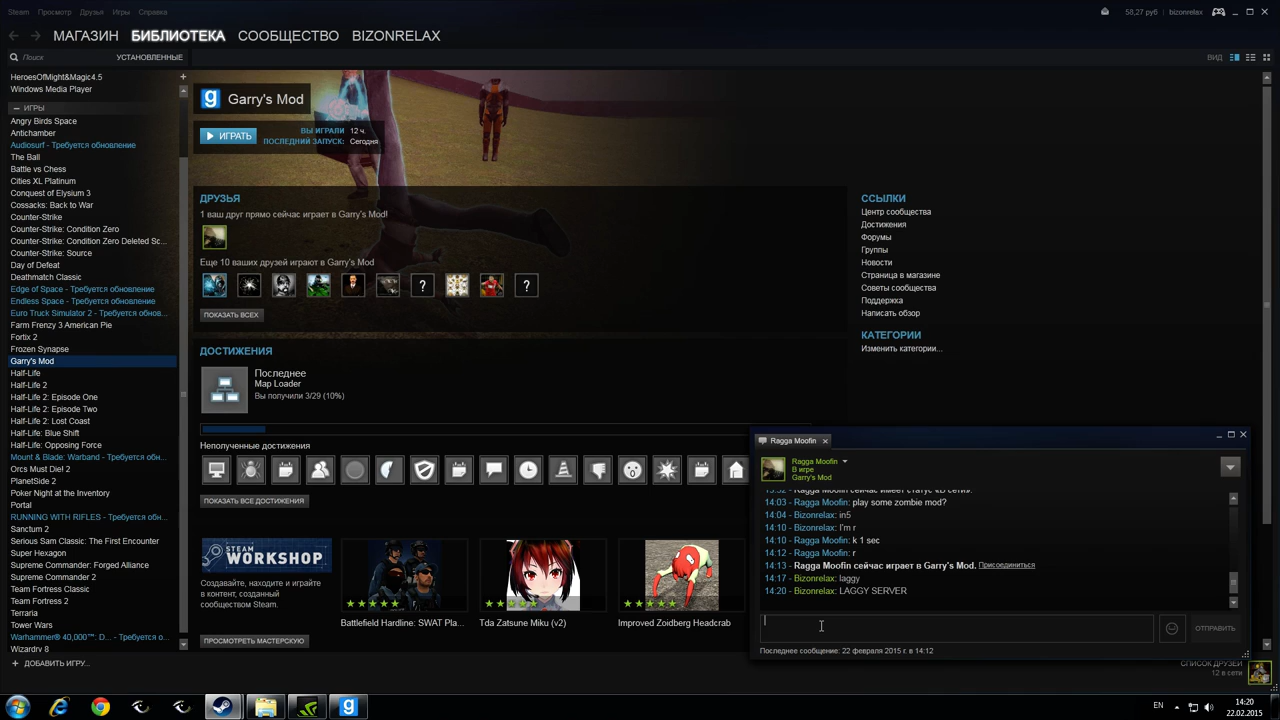 Steam Просмотр Друзья Игры Справка
58,27 руб bizonrelax
МАГАЗИН БИБЛИОТЕКА СООБЩЕСТВО BIZONRELAX
Поиск УСТАНОВЛЕННЫЕ
ВИД
HeroesOfMight&Magic4.5
Windows Media Player
ИГРЫ
Angry Birds Space
Antichamber
Audiosurf - Требуется обновление
The Ball
Battle vs Chess
Cities XL Platinum
Conquest of Elysium 3
Cossacks: Back to War
Counter-Strike
Counter-Strike: Condition Zero
Counter-Strike: Condition Zero Deleted Sc...
Counter-Strike: Source
Day of Defeat
Deathmatch Classic
Edge of Space - Требуется обновление
Endless Space - Требуется обновление
Euro Truck Simulator 2 - Требуется обнов...
Farm Frenzy 3 American Pie
Fortix 2
Frozen Synapse
Garry's Mod
Half-Life
Half-Life 2
Half-Life 2: Episode One
Half-Life 2: Episode Two
Half-Life 2: Lost Coast
Half-Life: Blue Shift
Half-Life: Opposing Force
Mount & Blade: Warband - Требуется обн...
Orcs Must Die! 2
PlanetSide 2
Poker Night at the Inventory
Portal
RUNNING WITH RIFLES - Требуется обн...
Sanctum 2
Serious Sam Classic: The First Encounter
Super Hexagon
Supreme Commander: Forged Alliance
Supreme Commander 2
Team Fortress Classic
Team Fortress 2
Terraria
Tower Wars
Warhammer® 40,000™: D... - Требуется о...
Wizardry 8
ДОБАВИТЬ ИГРУ...
Garry's Mod
ИГРАТЬ
ВЫ ИГРАЛИ 12 ч.
ПОСЛЕДНИЙ ЗАПУСК: Сегодня
ДРУЗЬЯ
1 ваш друг прямо сейчас играет в Garry's Mod!
Еще 10 ваших друзей играют в Garry's Mod
ПОКАЗАТЬ ВСЕХ
ДОСТИЖЕНИЯ
Последнее
Map Loader
Вы получили 3/29 (10%)
Неполученные достижения
ПОКАЗАТЬ ВСЕ ДОСТИЖЕНИЯ
STEAM WORKSHOP
Создавайте, находите и играйте
в контент, созданный
сообществом Steam.
ПРОСМОТРЕТЬ МАСТЕРСКУЮ
Battlefield Hardline: SWAT Pla...
Tda Zatsune Miku (v2)
Improved Zoidberg Headcrab
ССЫЛКИ
Центр сообщества
Достижения
Форумы
Группы
Новости
Страница в магазине
Советы сообщества
Поддержка
Написать обзор
КАТЕГОРИИ
Изменить категории...
Ragga Moofin
Ragga Moofin
В игре
Garry's Mod
13:52 - Ragga Moofin сейчас имеет статус «В сети».
14:03 - Ragga Moofin: play some zombie mod?
14:04 - Bizonrelax: in5
14:10 - Bizonrelax: I'm r
14:10 - Ragga Moofin: k 1 sec
14:12 - Ragga Moofin: r
14:13 - Ragga Moofin сейчас играет в Garry's Mod. Присоединиться
14:17 - Bizonrelax: laggy
14:20 - Bizonrelax: LAGGY SERVER
ОТПРАВИТЬ
Последнее сообщение: 22 февраля 2015 г. в 14:12
СПИСОК ДРУЗЕЙ
12 в сети
EN
14:20
22.02.2015